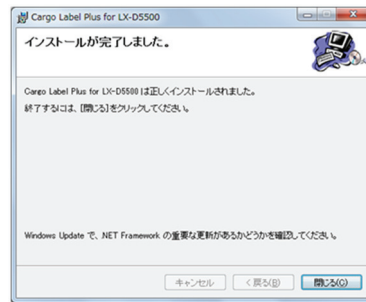 Cargo Label Plus for LX-D5500
インストールが完了しました。
Cargo Label Plus for LX-D5500 は正しくインストールされました。
終了するには、[閉じる]をクリックしてください。
Windows Update で、.NET Framework の重要な更新があるかどうかを確認してください。
キャンセル
< 戻る(B)
閉じる(C)